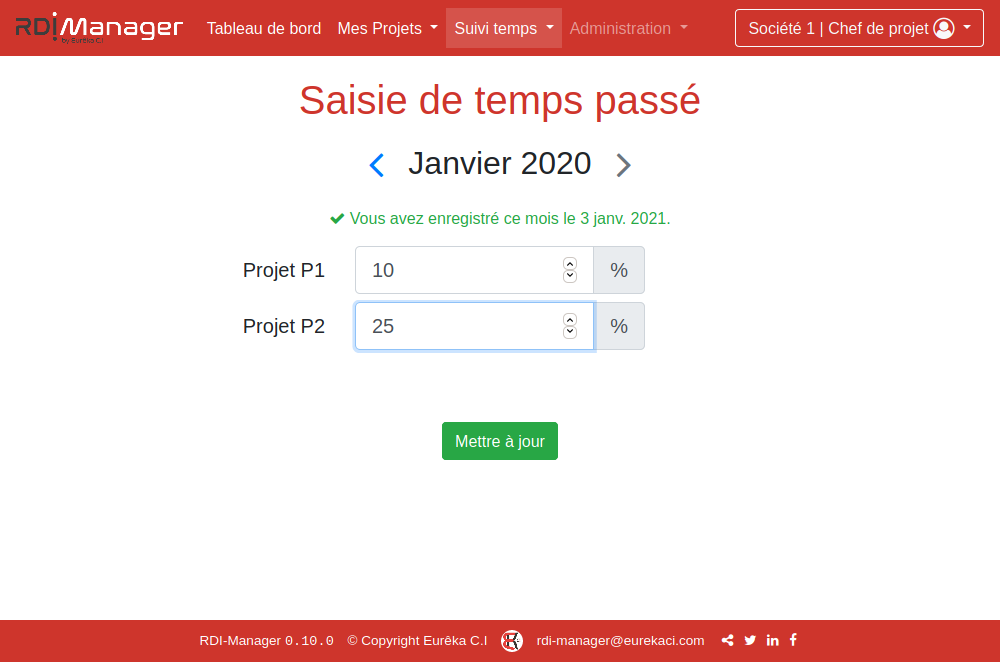 RDI Manager
by Eurêka C.I
Tableau de bord Mes Projets Suivi temps Administration Société 1 | Chef de projet
Saisie de temps passé
Janvier 2020
Vous avez enregistré ce mois le 3 janv. 2021.
Projet P1 10 %
Projet P2 25 %
Mettre à jour
RDI-Manager 0.10.0 © Copyright Eurêka C.I rdi-manager@eurekaci.com